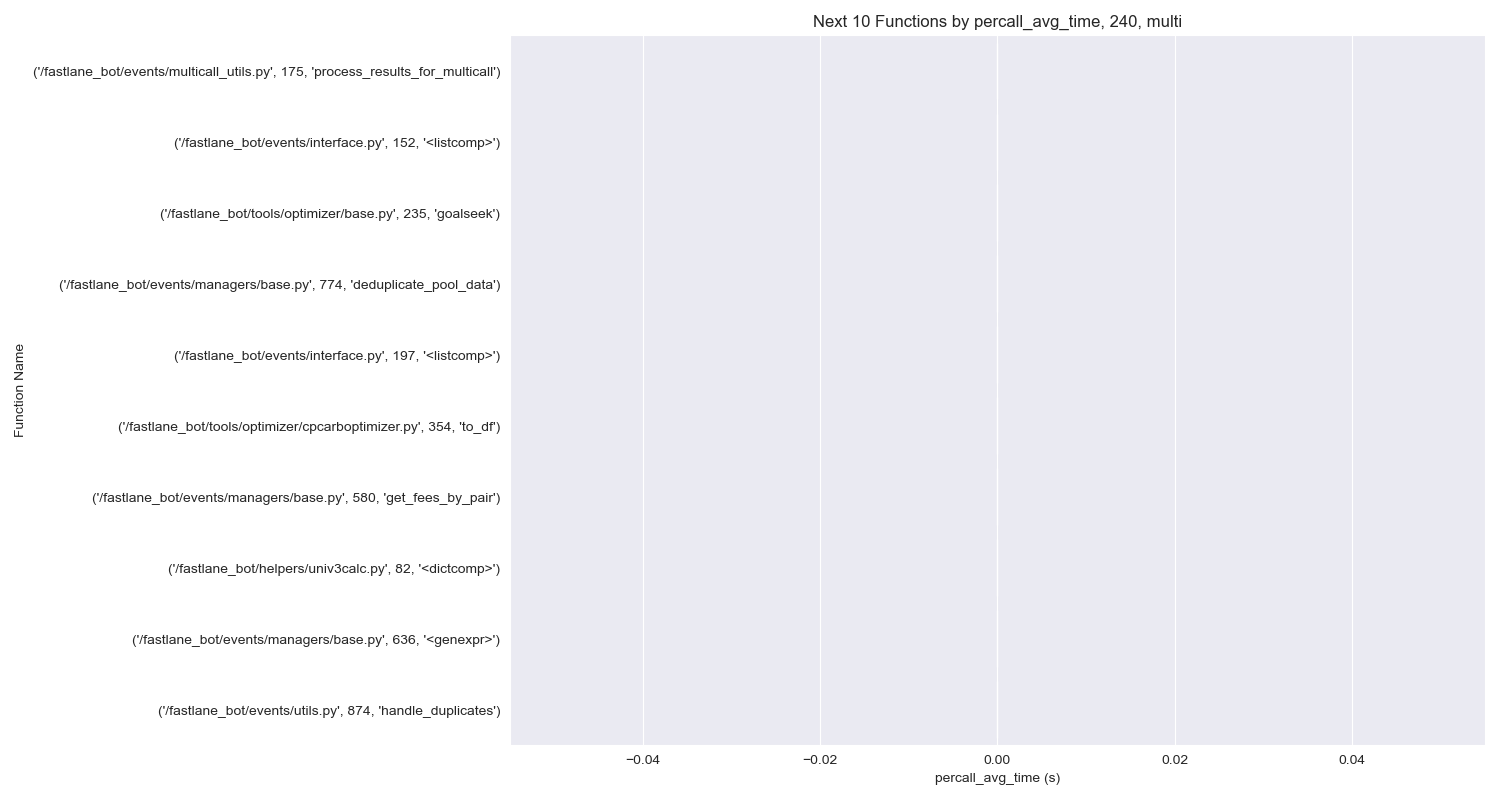 Next 10 Functions by percall_avg_time, 240, multi
Function Name
('/fastlane_bot/events/multicall_utils.py', 175, 'process_results_for_multicall')
('/fastlane_bot/events/interface.py', 152, '<listcomp>')
('/fastlane_bot/tools/optimizer/base.py', 235, 'goalseek')
('/fastlane_bot/events/managers/base.py', 774, 'deduplicate_pool_data')
('/fastlane_bot/events/interface.py', 197, '<listcomp>')
('/fastlane_bot/tools/optimizer/cpcarboptimizer.py', 354, 'to_df')
('/fastlane_bot/events/managers/base.py', 580, 'get_fees_by_pair')
('/fastlane_bot/helpers/univ3calc.py', 82, '<dictcomp>')
('/fastlane_bot/events/managers/base.py', 636, '<genexpr>')
('/fastlane_bot/events/utils.py', 874, 'handle_duplicates')
−0.04 −0.02 0.00 0.02 0.04
percall_avg_time (s)